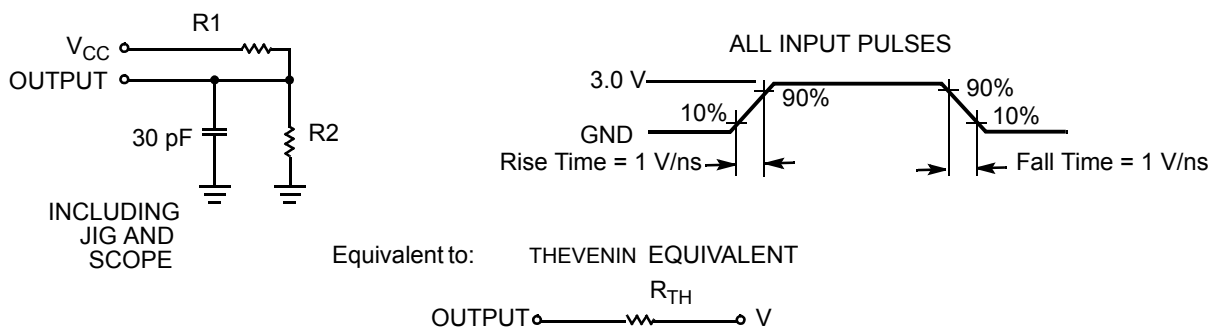 R1
VCC
OUTPUT
30 pF
R2
INCLUDING
JIG AND
SCOPE
ALL INPUT PULSES
3.0 V
90%
90%
10%
10%
GND
Rise Time = 1 V/ns
Fall Time = 1 V/ns
Equivalent to: THEVENIN EQUIVALENT
RTH
OUTPUT
V